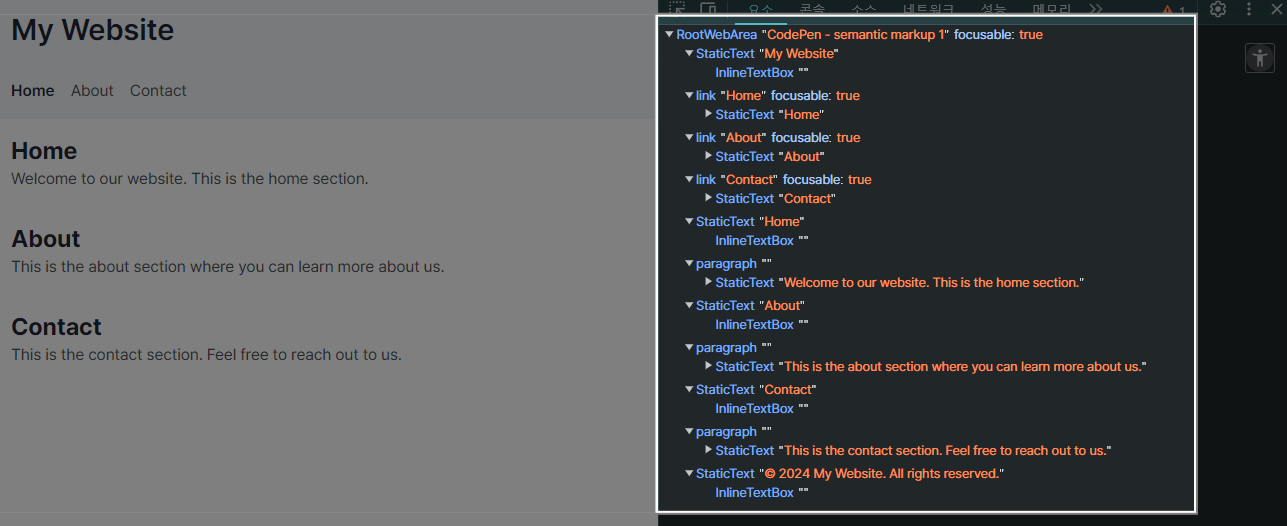 My Website
Home About Contact
Home
Welcome to our website. This is the home section.
About
This is the about section where you can learn more about us.
Contact
This is the contact section. Feel free to reach out to us.
요소 콘솔 소스 네트워크 성능 메모리 1
RootWebArea "CodePen - semantic markup 1" focusable: true
StaticText "My Website"
InlineTextBox ""
link "Home" focusable: true
StaticText "Home"
link "About" focusable: true
StaticText "About"
link "Contact" focusable: true
StaticText "Contact"
StaticText "Home"
InlineTextBox ""
paragraph ""
StaticText "Welcome to our website. This is the home section."
StaticText "About"
InlineTextBox ""
paragraph ""
StaticText "This is the about section where you can learn more about us."
StaticText "Contact"
InlineTextBox ""
paragraph ""
StaticText "This is the contact section. Feel free to reach out to us."
StaticText "© 2024 My Website. All rights reserved."
InlineTextBox ""